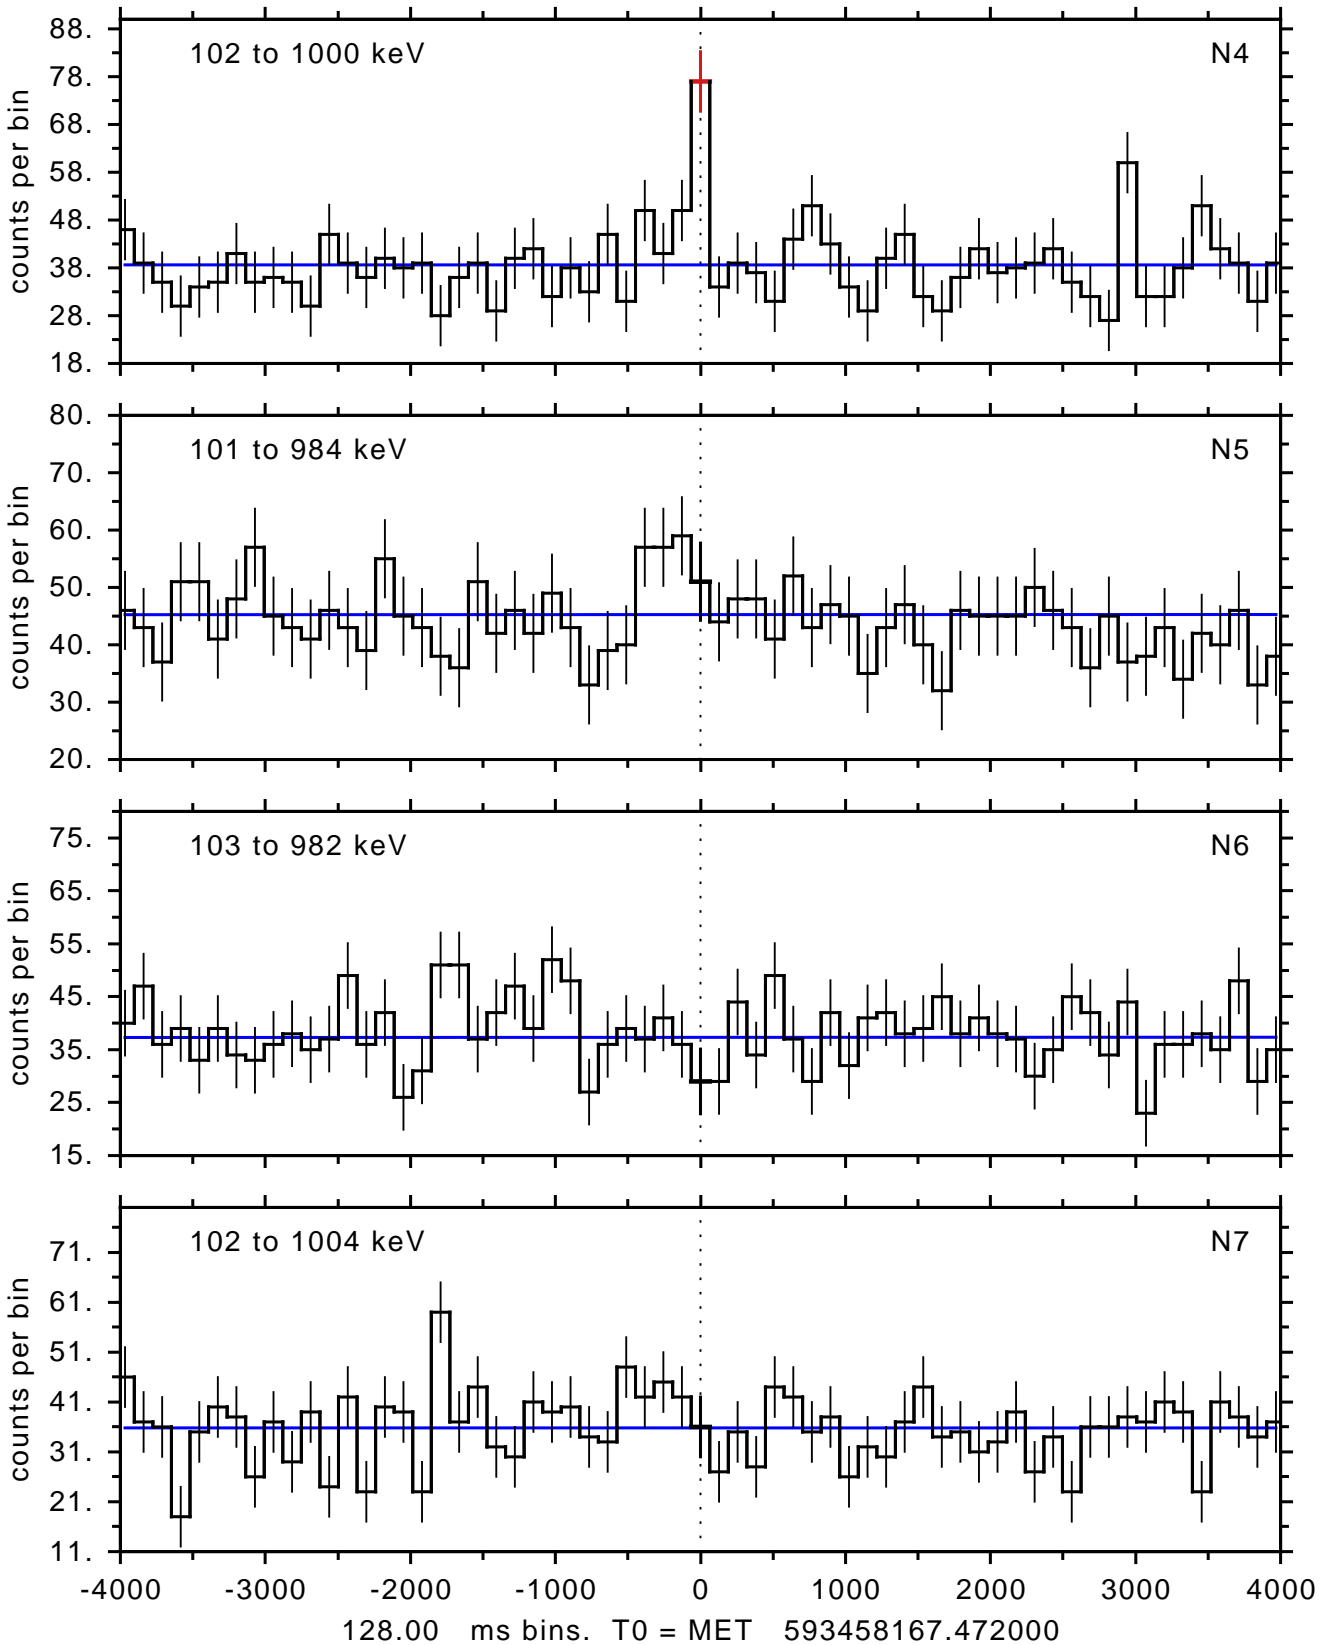 102 to 1000 keV N4
counts per bin
88.
78.
68.
58.
48.
38.
28.
18.
101 to 984 keV N5
counts per bin
80.
70.
60.
50.
40.
30.
20.
103 to 982 keV N6
counts per bin
75.
65.
55.
45.
35.
25.
15.
102 to 1004 keV N7
counts per bin
71.
61.
51.
41.
31.
21.
11.
-4000 -3000 -2000 -1000 0 1000 2000 3000 4000
128.00 ms bins. T0 = MET 593458167.472000